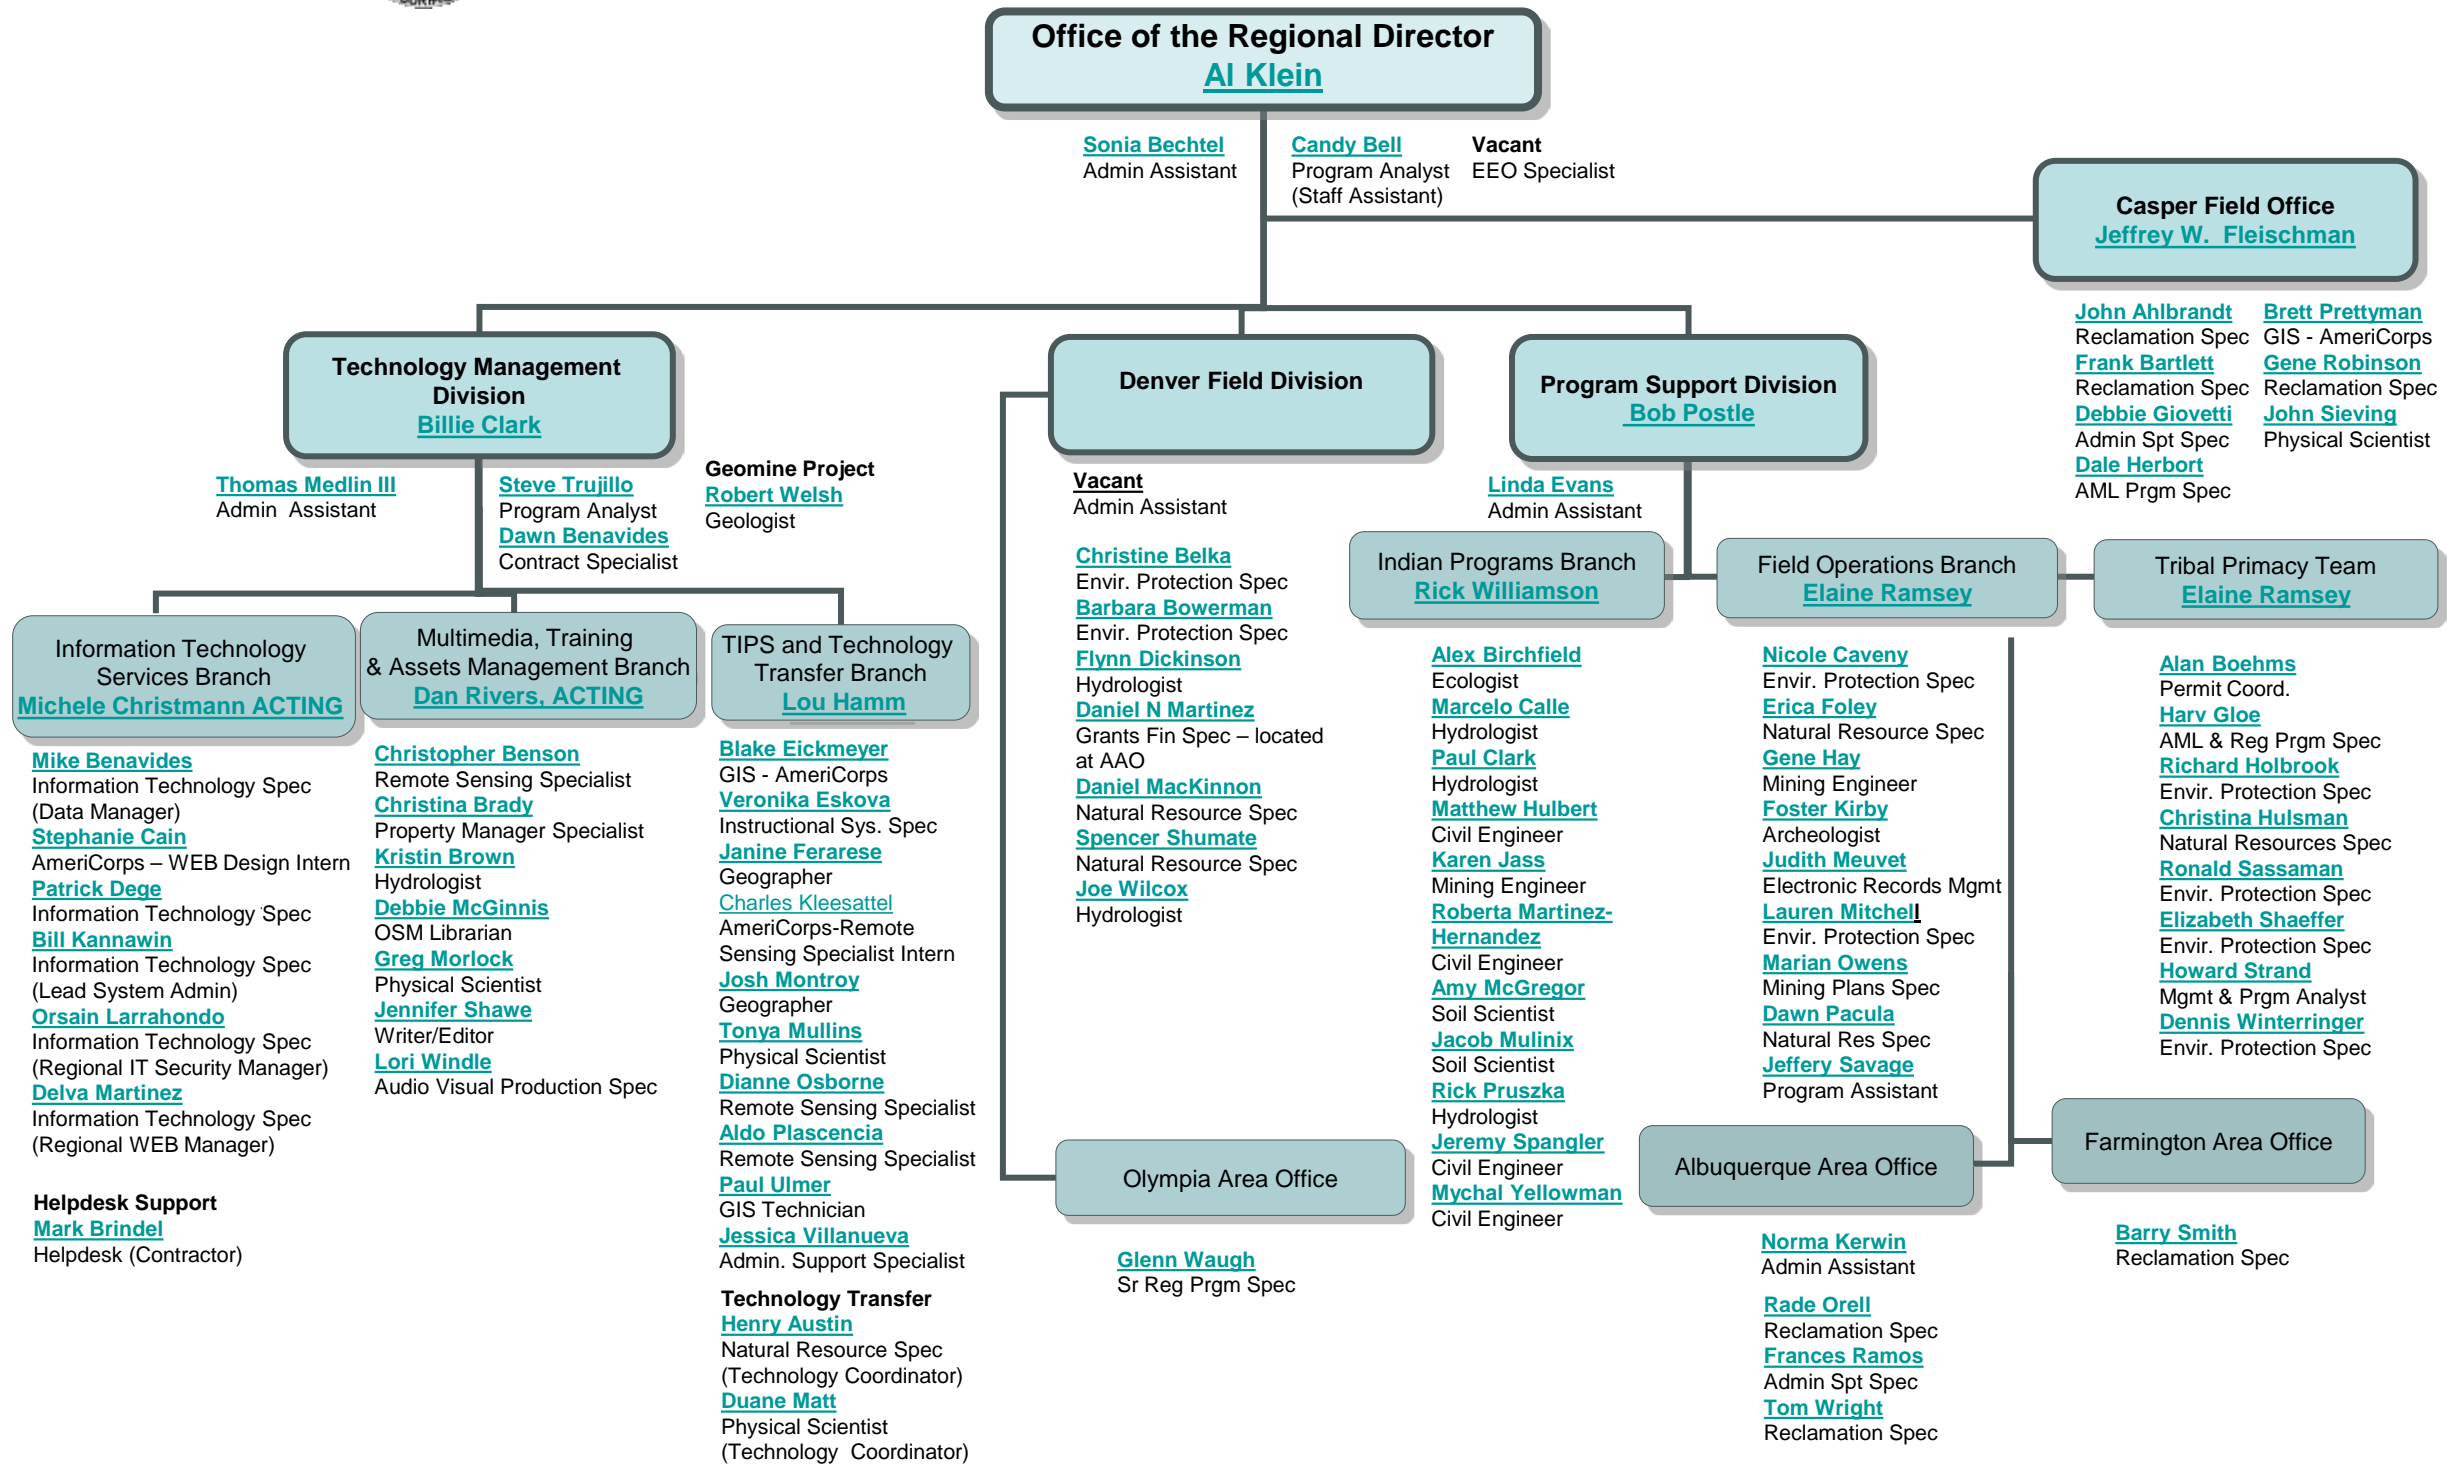 Office of the Regional Director
Al Klein
Sonia Bechtel
Admin Assistant
Candy Bell
Program Analyst
(Staff Assistant)
Vacant
EEO Specialist
Casper Field Office
Jeffrey W. Fleischman
John Ahlbrandt
Reclamation Spec
Frank Bartlett
Reclamation Spec
Debbie Giovetti
Admin Spt Spec
Dale Herbort
AML Prgm Spec
Brett Prettyman
GIS - AmeriCorps
Gene Robinson
Reclamation Spec
John Sieving
Physical Scientist
Technology Management
Division
Billie Clark
Thomas Medlin III
Admin Assistant
Steve Trujillo
Program Analyst
Dawn Benavides
Contract Specialist
Geomine Project
Robert Welsh
Geologist
Information Technology
Services Branch
Michele Christmann ACTING
Mike Benavides
Information Technology Spec
(Data Manager)
Stephanie Cain
AmeriCorps – WEB Design Intern
Patrick Dege
Information Technology Spec
Bill Kannawin
Information Technology Spec
(Lead System Admin)
Orsain Larrahondo
Information Technology Spec
(Regional IT Security Manager)
Delva Martinez
Information Technology Spec
(Regional WEB Manager)
Helpdesk Support
Mark Brindel
Helpdesk (Contractor)
Multimedia, Training
& Assets Management Branch
Dan Rivers, ACTING
Christopher Benson
Remote Sensing Specialist
Christina Brady
Property Manager Specialist
Kristin Brown
Hydrologist
Debbie McGinnis
OSM Librarian
Greg Morlock
Physical Scientist
Jennifer Shawe
Writer/Editor
Lori Windle
Audio Visual Production Spec
TIPS and Technology
Transfer Branch
Lou Hamm
Blake Eickmeyer
GIS - AmeriCorps
Veronika Eskova
Instructional Sys. Spec
Janine Ferarese
Geographer
Charles Kleesattel
AmeriCorps-Remote
Sensing Specialist Intern
Josh Montroy
Geographer
Tonya Mullins
Physical Scientist
Dianne Osborne
Remote Sensing Specialist
Aldo Plascencia
Remote Sensing Specialist
Paul Ulmer
GIS Technician
Jessica Villanueva
Admin. Support Specialist
Technology Transfer
Henry Austin
Natural Resource Spec
(Technology Coordinator)
Duane Matt
Physical Scientist
(Technology Coordinator)
Denver Field Division
Vacant
Admin Assistant
Christine Belka
Envir. Protection Spec
Barbara Bowerman
Envir. Protection Spec
Flynn Dickinson
Hydrologist
Daniel N Martinez
Grants Fin Spec – located
at AAO
Daniel MacKinnon
Natural Resource Spec
Spencer Shumate
Natural Resource Spec
Joe Wilcox
Hydrologist
Olympia Area Office
Glenn Waugh
Sr Reg Prgm Spec
Program Support Division
Bob Postle
Linda Evans
Admin Assistant
Indian Programs Branch
Rick Williamson
Alex Birchfield
Ecologist
Marcelo Calle
Hydrologist
Paul Clark
Hydrologist
Matthew Hulbert
Civil Engineer
Karen Jass
Mining Engineer
Roberta Martinez-
Hernandez
Civil Engineer
Amy McGregor
Soil Scientist
Jacob Mulinix
Soil Scientist
Rick Pruszka
Hydrologist
Jeremy Spangler
Civil Engineer
Mychal Yellowman
Civil Engineer
Field Operations Branch
Elaine Ramsey
Nicole Caveny
Envir. Protection Spec
Erica Foley
Natural Resource Spec
Gene Hay
Mining Engineer
Foster Kirby
Archeologist
Judith Meuvet
Electronic Records Mgmt
Lauren Mitchell
Envir. Protection Spec
Marian Owens
Mining Plans Spec
Dawn Pacula
Natural Res Spec
Jeffery Savage
Program Assistant
Tribal Primacy Team
Elaine Ramsey
Alan Boehms
Permit Coord.
Harv Gloe
AML & Reg Prgm Spec
Richard Holbrook
Envir. Protection Spec
Christina Hulsman
Natural Resources Spec
Ronald Sassaman
Envir. Protection Spec
Elizabeth Shaeffer
Envir. Protection Spec
Howard Strand
Mgmt & Prgm Analyst
Dennis Winterringer
Envir. Protection Spec
Albuquerque Area Office
Norma Kerwin
Admin Assistant
Rade Orell
Reclamation Spec
Frances Ramos
Admin Spt Spec
Tom Wright
Reclamation Spec
Farmington Area Office
Barry Smith
Reclamation Spec